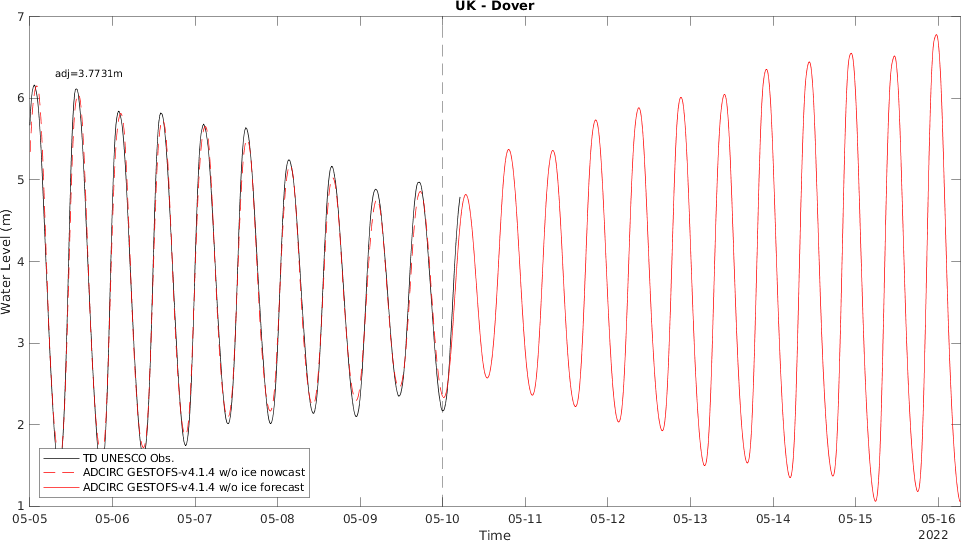 UK - Dover
7
adj=3.7731m
6
5
4
3
2
1
Water Level (m)
TD UNESCO Obs.
ADCIRC GESTOFS-v4.1.4 w/o ice nowcast
ADCIRC GESTOFS-v4.1.4 w/o ice forecast
05-05 05-06 05-07 05-08 05-09 05-10 05-11 05-12 05-13 05-14 05-15 05-16
Time
2022